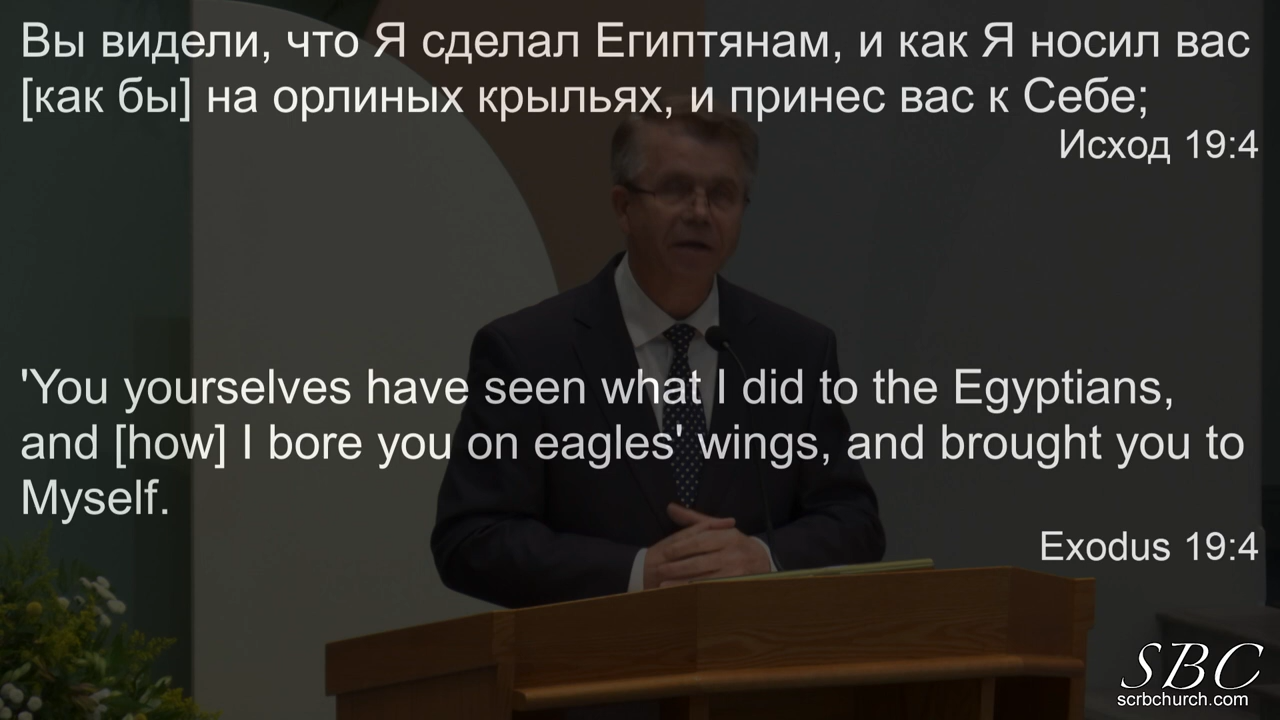 Вы видели, что Я сделал Египтянам, и как Я носил вас
[как бы] на орлиных крыльях, и принес вас к Себе;
Исход 19:4
'You yourselves have seen what I did to the Egyptians,
and [how] I bore you on eagles' wings, and brought you to
Myself.
Exodus 19:4
SBC
scrbchurch.com